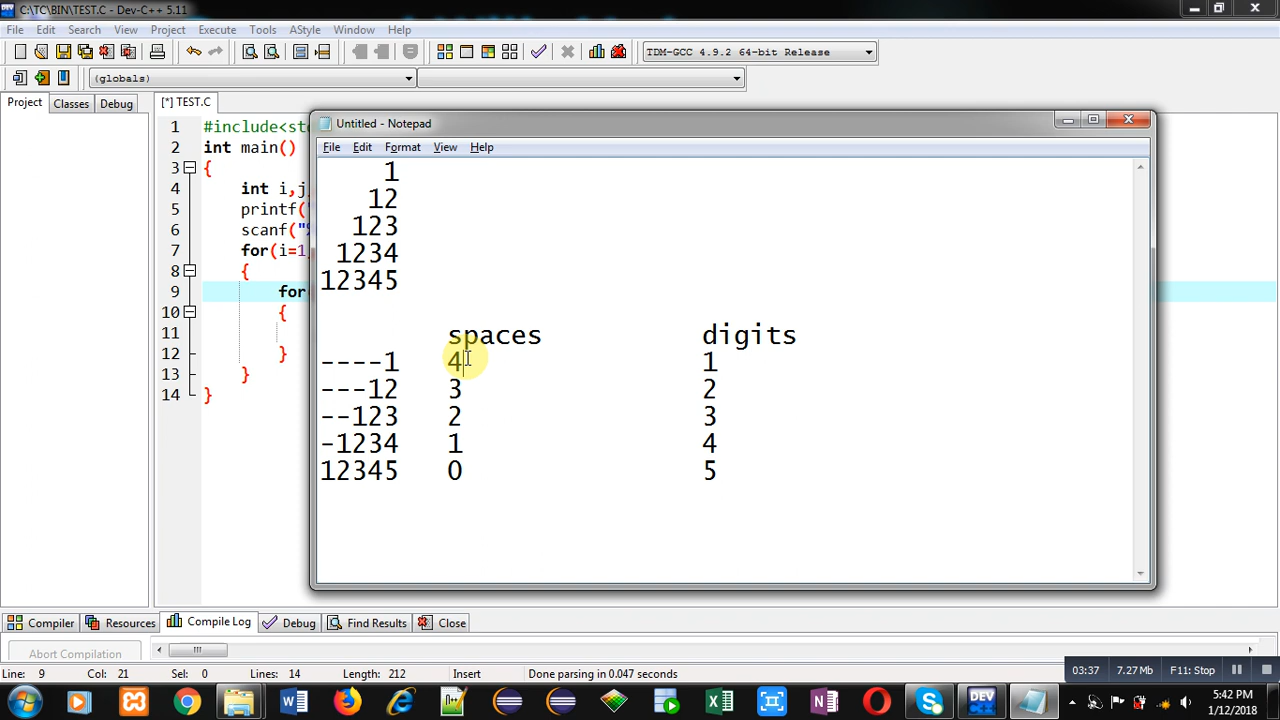 C:\TC\BIN\TEST.C - Dev-C++ 5.11
File Edit Search View Project Execute Tools AStyle Window Help
TDM-GCC 4.9.2 64-bit Release
(globals)
Project Classes Debug [*] TEST.C
1 #include<st
2 int main()
3 {
4 int i,j
5 printf("
6 scanf("%
7 for(i=1
8 {
9 for
10 {
11
12 }
13 }
14 }
Untitled - Notepad
File Edit Format View Help
1
12
123
1234
12345
spaces digits
----1 4 1
---12 3 2
--123 2 3
-1234 1 4
12345 0 5
Compiler Resources Compile Log Debug Find Results Close
Abort Compilation
Line: 9 Col: 21 Sel: 0 Lines: 14 Length: 212 Insert Done parsing in 0.047 seconds
03:37 7.27 Mb F11: Stop
5:42 PM
1/12/2018